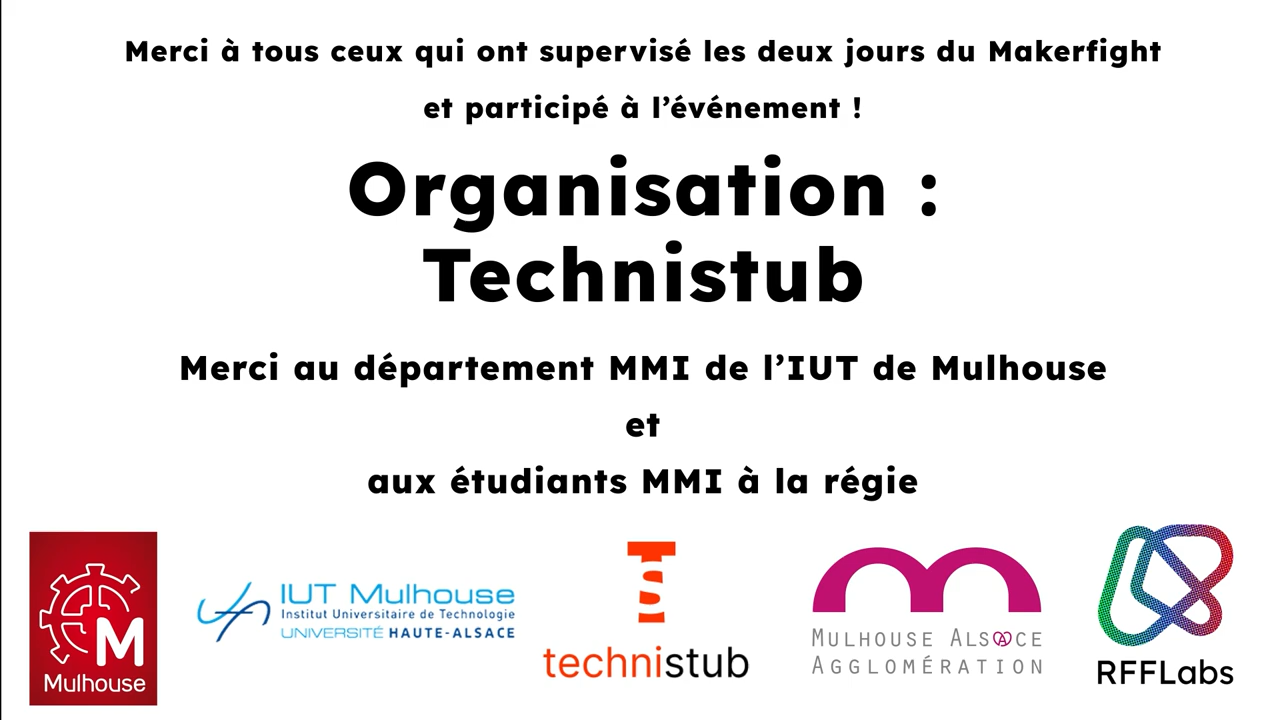 Merci à tous ceux qui ont supervisé les deux jours du Makerfight
et participé à l’événement !
Organisation :
Technistub
Merci au département MMI de l’IUT de Mulhouse
et
aux étudiants MMI à la régie
M
Mulhouse
IUT Mulhouse
Institut Universitaire de Technologie
UNIVERSITÉ HAUTE-ALSACE
technistub
MULHOUSE ALSACE
AGGLOMÉRATION
RFFLabs